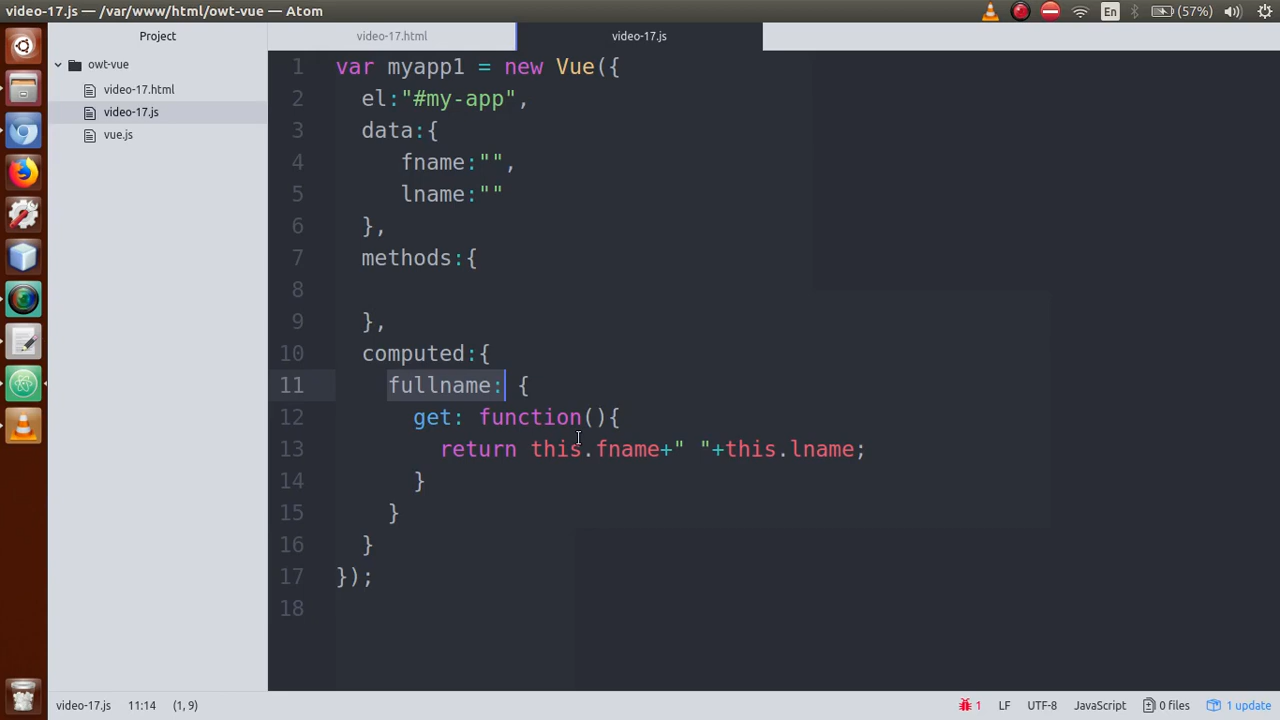 video-17.js — /var/www/html/owt-vue — Atom
En
(57%)
Project
video-17.html
video-17.js
owt-vue
video-17.html
video-17.js
vue.js
1 var myapp1 = new Vue({
2 el:"#my-app",
3 data:{
4 fname:"",
5 lname:""
6 },
7 methods:{
8
9 },
10 computed:{
11 fullname: {
12 get: function(){
13 return this.fname+" "+this.lname;
14 }
15 }
16 }
17 });
18
video-17.js 11:14 (1, 9)
1 LF UTF-8 JavaScript 0 files 1 update